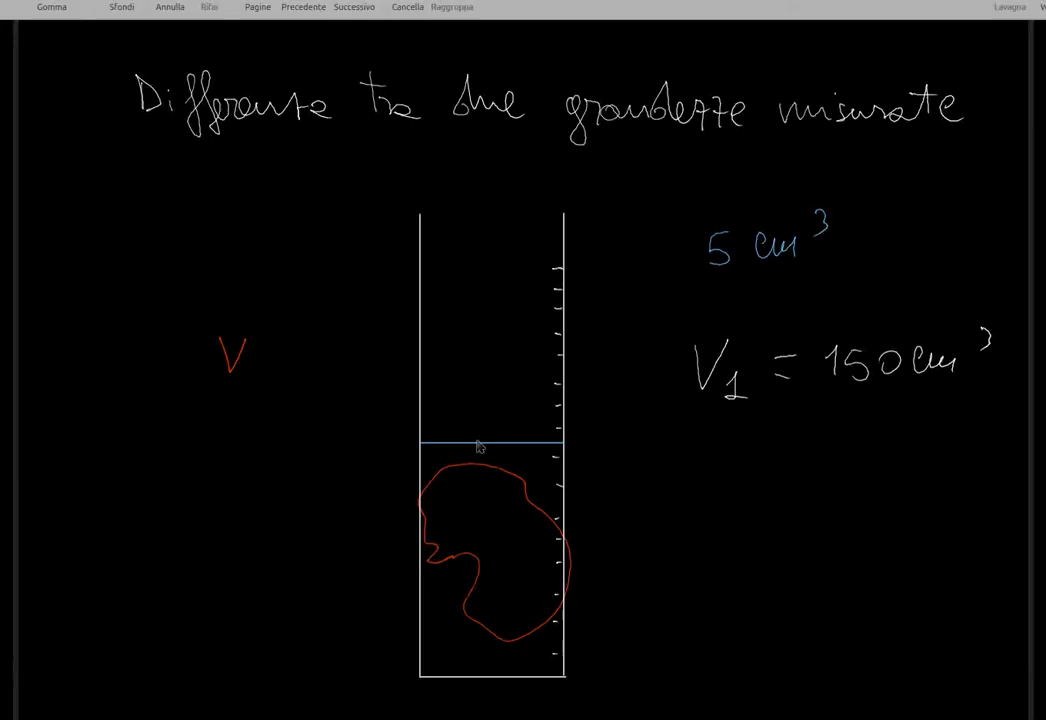 Gomma Sfondi Annulla Rifai Pagine Precedente Successivo Cancella Raggruppa Lavagna
Differenza tra due grandezze misurate
5 cm³
V
V₁ = 150 cm³